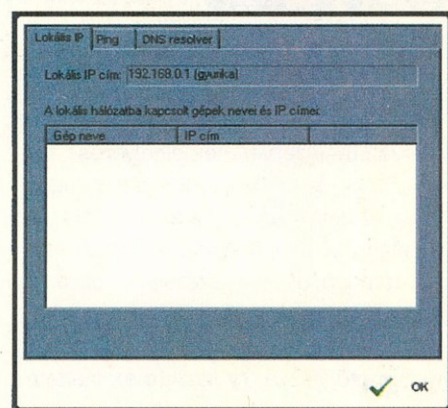 Lokális IP Ping DNS resolver
Lokális IP cím: 192.168.0.1 (gyunka)
A lokális hálózatba kapcsolt gépek nevei és IP címei:
Gép neve IP cím
OK